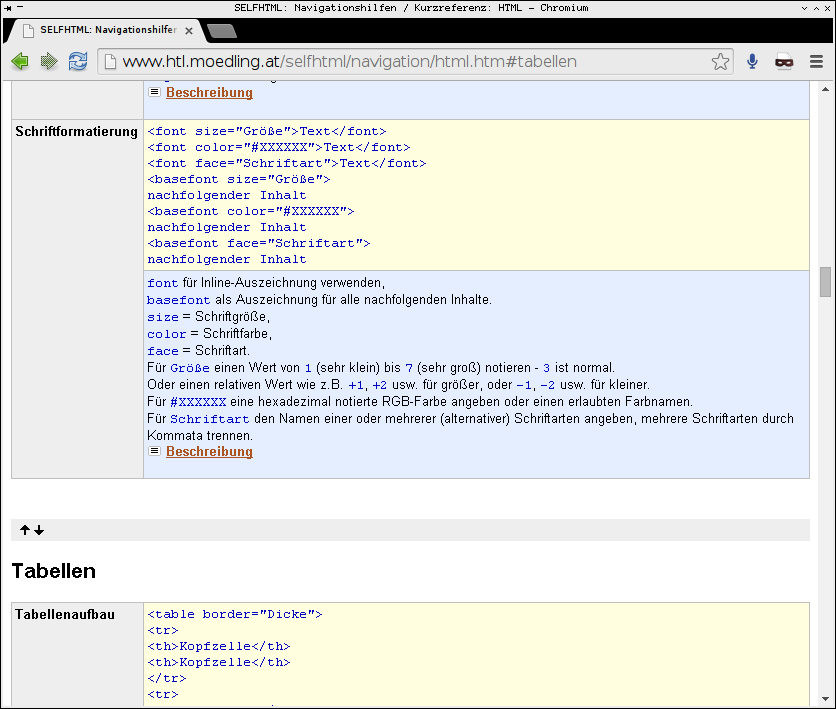 SELFHTML: Navigationshilfen / Kurzreferenz: HTML - Chromium
SELFHTML: Navigationshilfen
www.htl.moedling.at/selfhtml/navigation/html.htm#tabellen
Beschreibung
Schriftformatierung
<font size="Größe">Text</font>
<font color="#XXXXXX">Text</font>
<font face="Schriftart">Text</font>
<basefont size="Größe">
nachfolgender Inhalt
<basefont color="#XXXXXX">
nachfolgender Inhalt
<basefont face="Schriftart">
nachfolgender Inhalt
font für Inline-Auszeichnung verwenden,
basefont als Auszeichnung für alle nachfolgenden Inhalte.
size = Schriftgröße,
color = Schriftfarbe,
face = Schriftart.
Für Größe einen Wert von 1 (sehr klein) bis 7 (sehr groß) notieren - 3 ist normal.
Oder einen relativen Wert wie z.B. +1, +2 usw. für größer, oder -1, -2 usw. für kleiner.
Für #XXXXXX eine hexadezimal notierte RGB-Farbe angeben oder einen erlaubten Farbnamen.
Für Schriftart den Namen einer oder mehrerer (alternativer) Schriftarten angeben, mehrere Schriftarten durch
Kommata trennen.
Beschreibung
Tabellen
Tabellenaufbau
<table border="Dicke">
<tr>
<th>Kopfzelle</th>
<th>Kopfzelle</th>
</tr>
<tr>